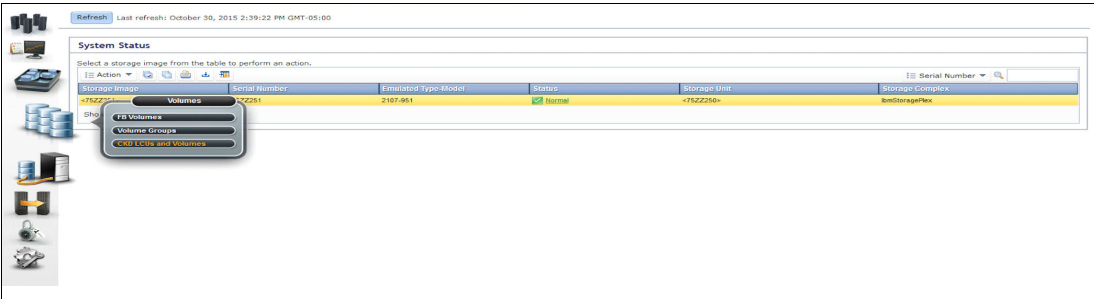 Refresh Last refresh: October 30, 2015 2:39:22 PM GMT-05:00
System Status
Select a storage image from the table to perform an action.
Action Serial Number
Storage Image Serial Number Emulated Type-Model Status Storage Unit Storage Complex
2107-951 Normal <75ZZ250> IbmStoragePlex
Volumes
FB Volumes
Volume Groups
CKD LCUs and Volumes